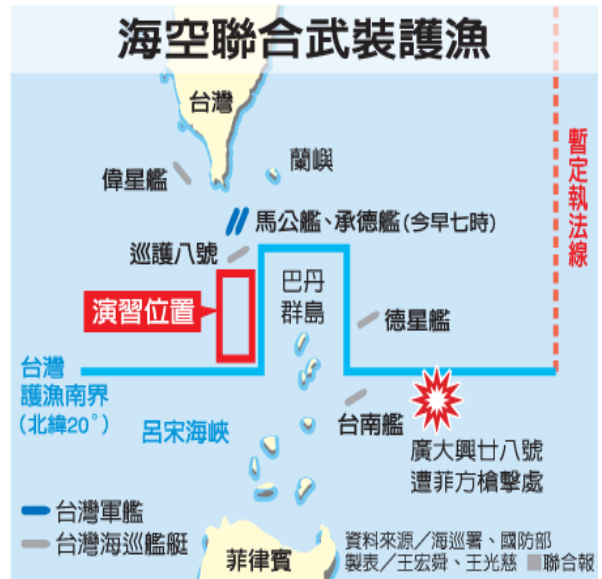 海空聯合武裝護漁
台灣
蘭嶼
偉星艦
暫定執法線
馬公艦、承德艦(今早七時)
巡護八號
巴丹
群島
演習位置
德星艦
台灣
護漁南界
(北緯20°)
呂宋海峽
台南艦
廣大興廿八號
遭菲方槍擊處
台灣軍艦
台灣海巡艦艇
菲律賓
資料來源／海巡署、國防部
製表／王宏舜、王光慈 ■聯合報